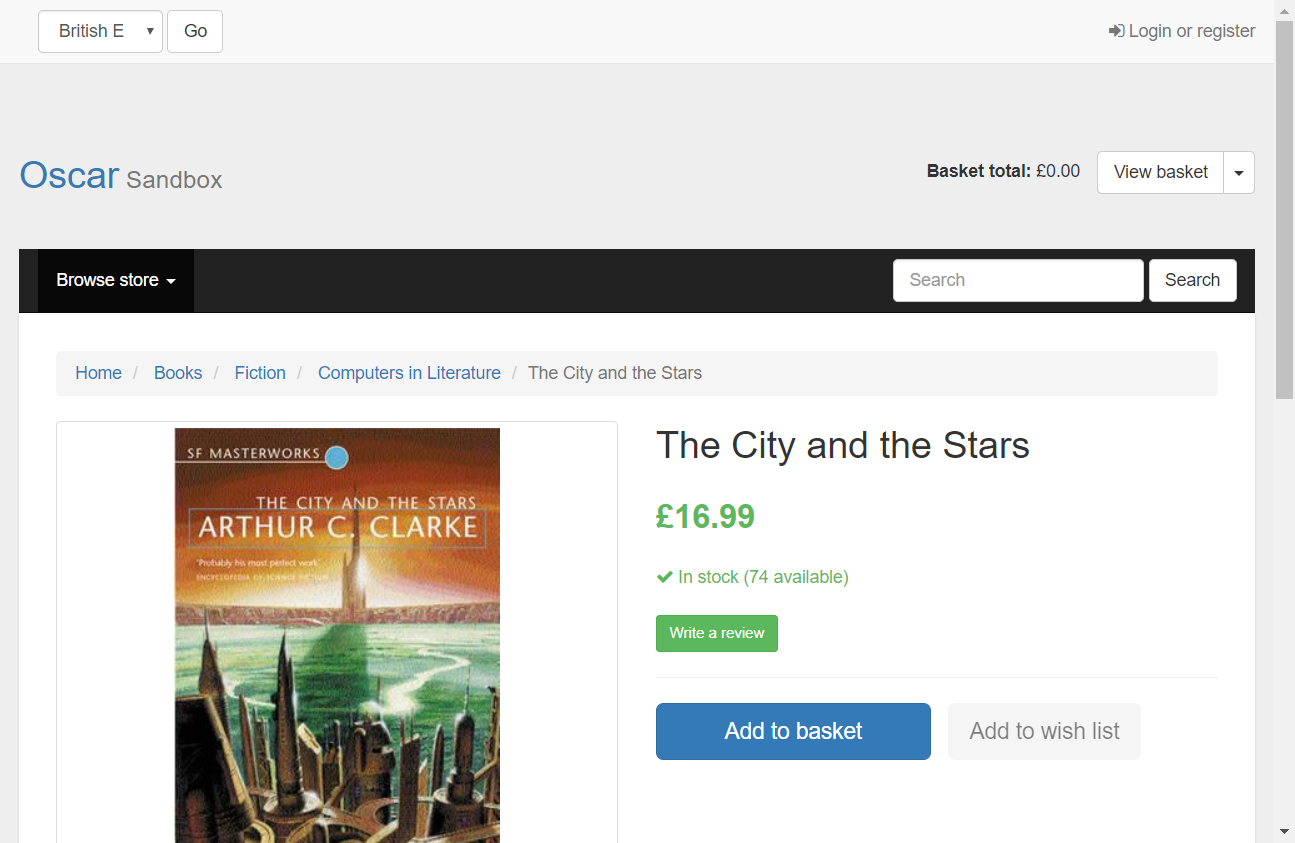 British E
Go
Login or register
Oscar Sandbox
Basket total: £0.00
View basket
Browse store
Search
Search
Home / Books / Fiction / Computers in Literature / The City and the Stars
SF MASTERWORKS
THE CITY AND THE STARS
ARTHUR C. CLARKE
'Probably his most perfect work'
ENCYCLOPEDIA OF SCIENCE FICTION
The City and the Stars
£16.99
In stock (74 available)
Write a review
Add to basket
Add to wish list